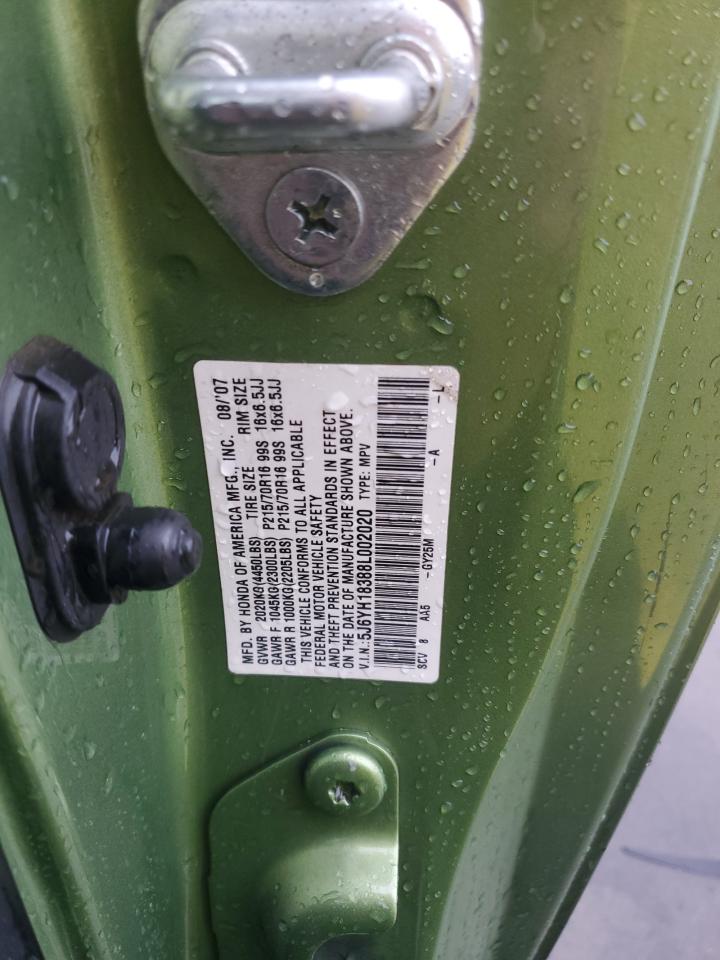 MFD. BY HONDA OF AMERICA MFG., INC. 08/'07
GVWR 2020KG(4450LBS) TIRE SIZE RIM SIZE
GAWR F 1045KG(2300LBS) P215/70R16 99S 16x6.5JJ
GAWR R 1000KG(2205LBS) P215/70R16 99S 16x6.5JJ
THIS VEHICLE CONFORMS TO ALL APPLICABLE
FEDERAL MOTOR VEHICLE SAFETY
AND THEFT PREVENTION STANDARDS IN EFFECT
ON THE DATE OF MANUFACTURE SHOWN ABOVE.
V.I.N.:5J6YH18388L002020 TYPE: MPV
SCV 8 AA5 -GY25M -A -L